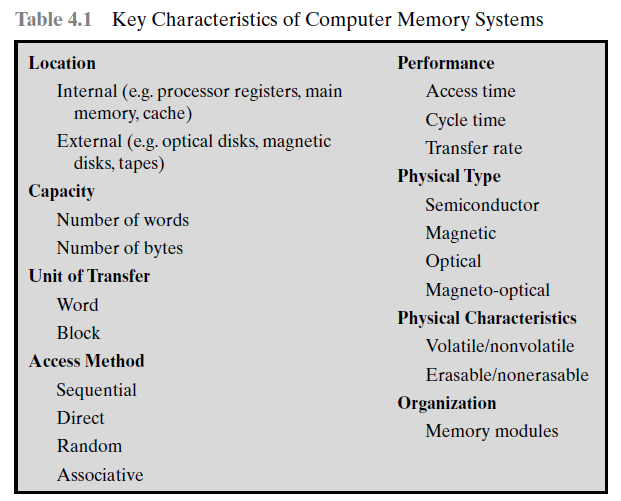 Table 4.1 Key Characteristics of Computer Memory Systems
Location
Internal (e.g. processor registers, main
memory, cache)
External (e.g. optical disks, magnetic
disks, tapes)
Capacity
Number of words
Number of bytes
Unit of Transfer
Word
Block
Access Method
Sequential
Direct
Random
Associative
Performance
Access time
Cycle time
Transfer rate
Physical Type
Semiconductor
Magnetic
Optical
Magneto-optical
Physical Characteristics
Volatile/nonvolatile
Erasable/nonerasable
Organization
Memory modules